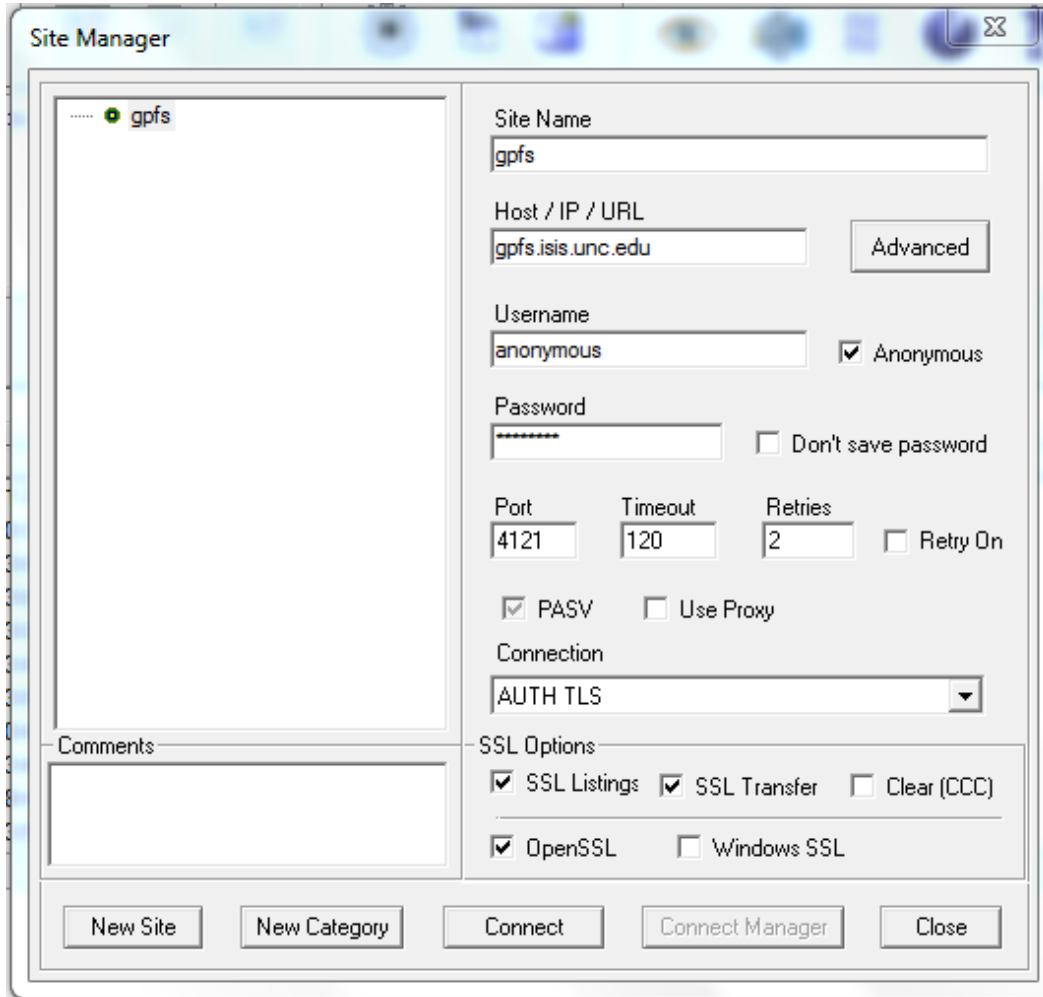 Site Manager
gpfs
Site Name
gpfs
Host / IP / URL
gpfs.isis.unc.edu
Advanced
Username
anonymous
Anonymous
Password
********
Don't save password
Port Timeout Retries
4121 120 2 Retry On
PASV Use Proxy
Connection
AUTH TLS
Comments
SSL Options
SSL Listings SSL Transfer Clear (CCC)
OpenSSL Windows SSL
New Site New Category Connect Connect Manager Close